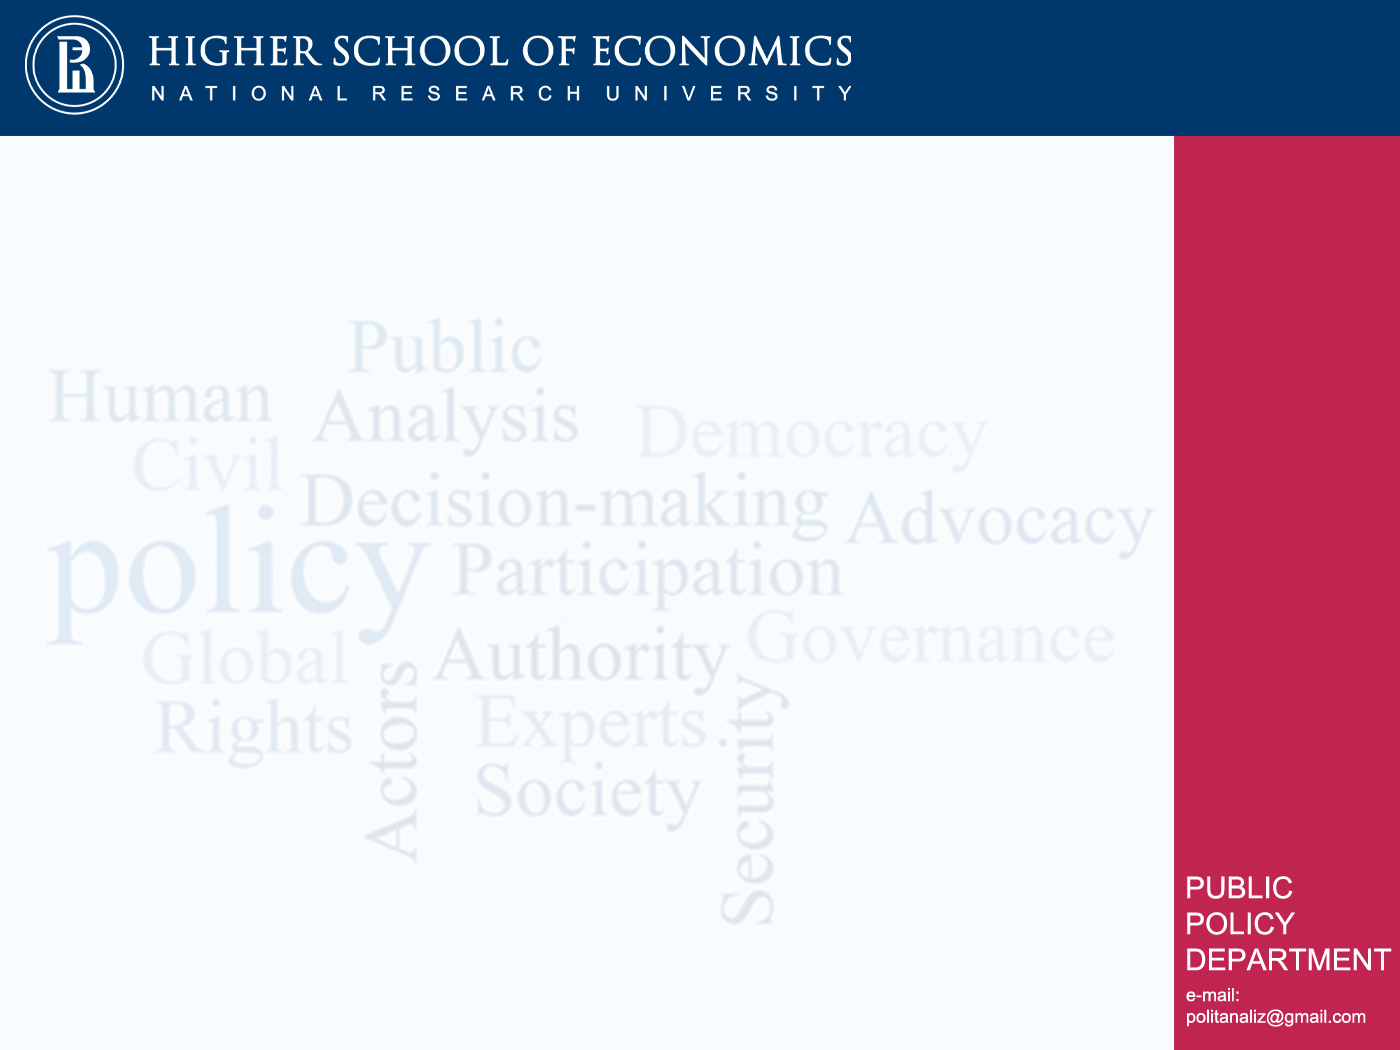 HIGHER SCHOOL OF ECONOMICS
NATIONAL RESEARCH UNIVERSITY
Public
Human
Analysis
Democracy
Civil
Decision-making
Advocacy
policy
Participation
Governance
Global
Authority
Actors
Rights
Experts
Security
Society
PUBLIC
POLICY
DEPARTMENT
e-mail:
politanaliz@gmail.com